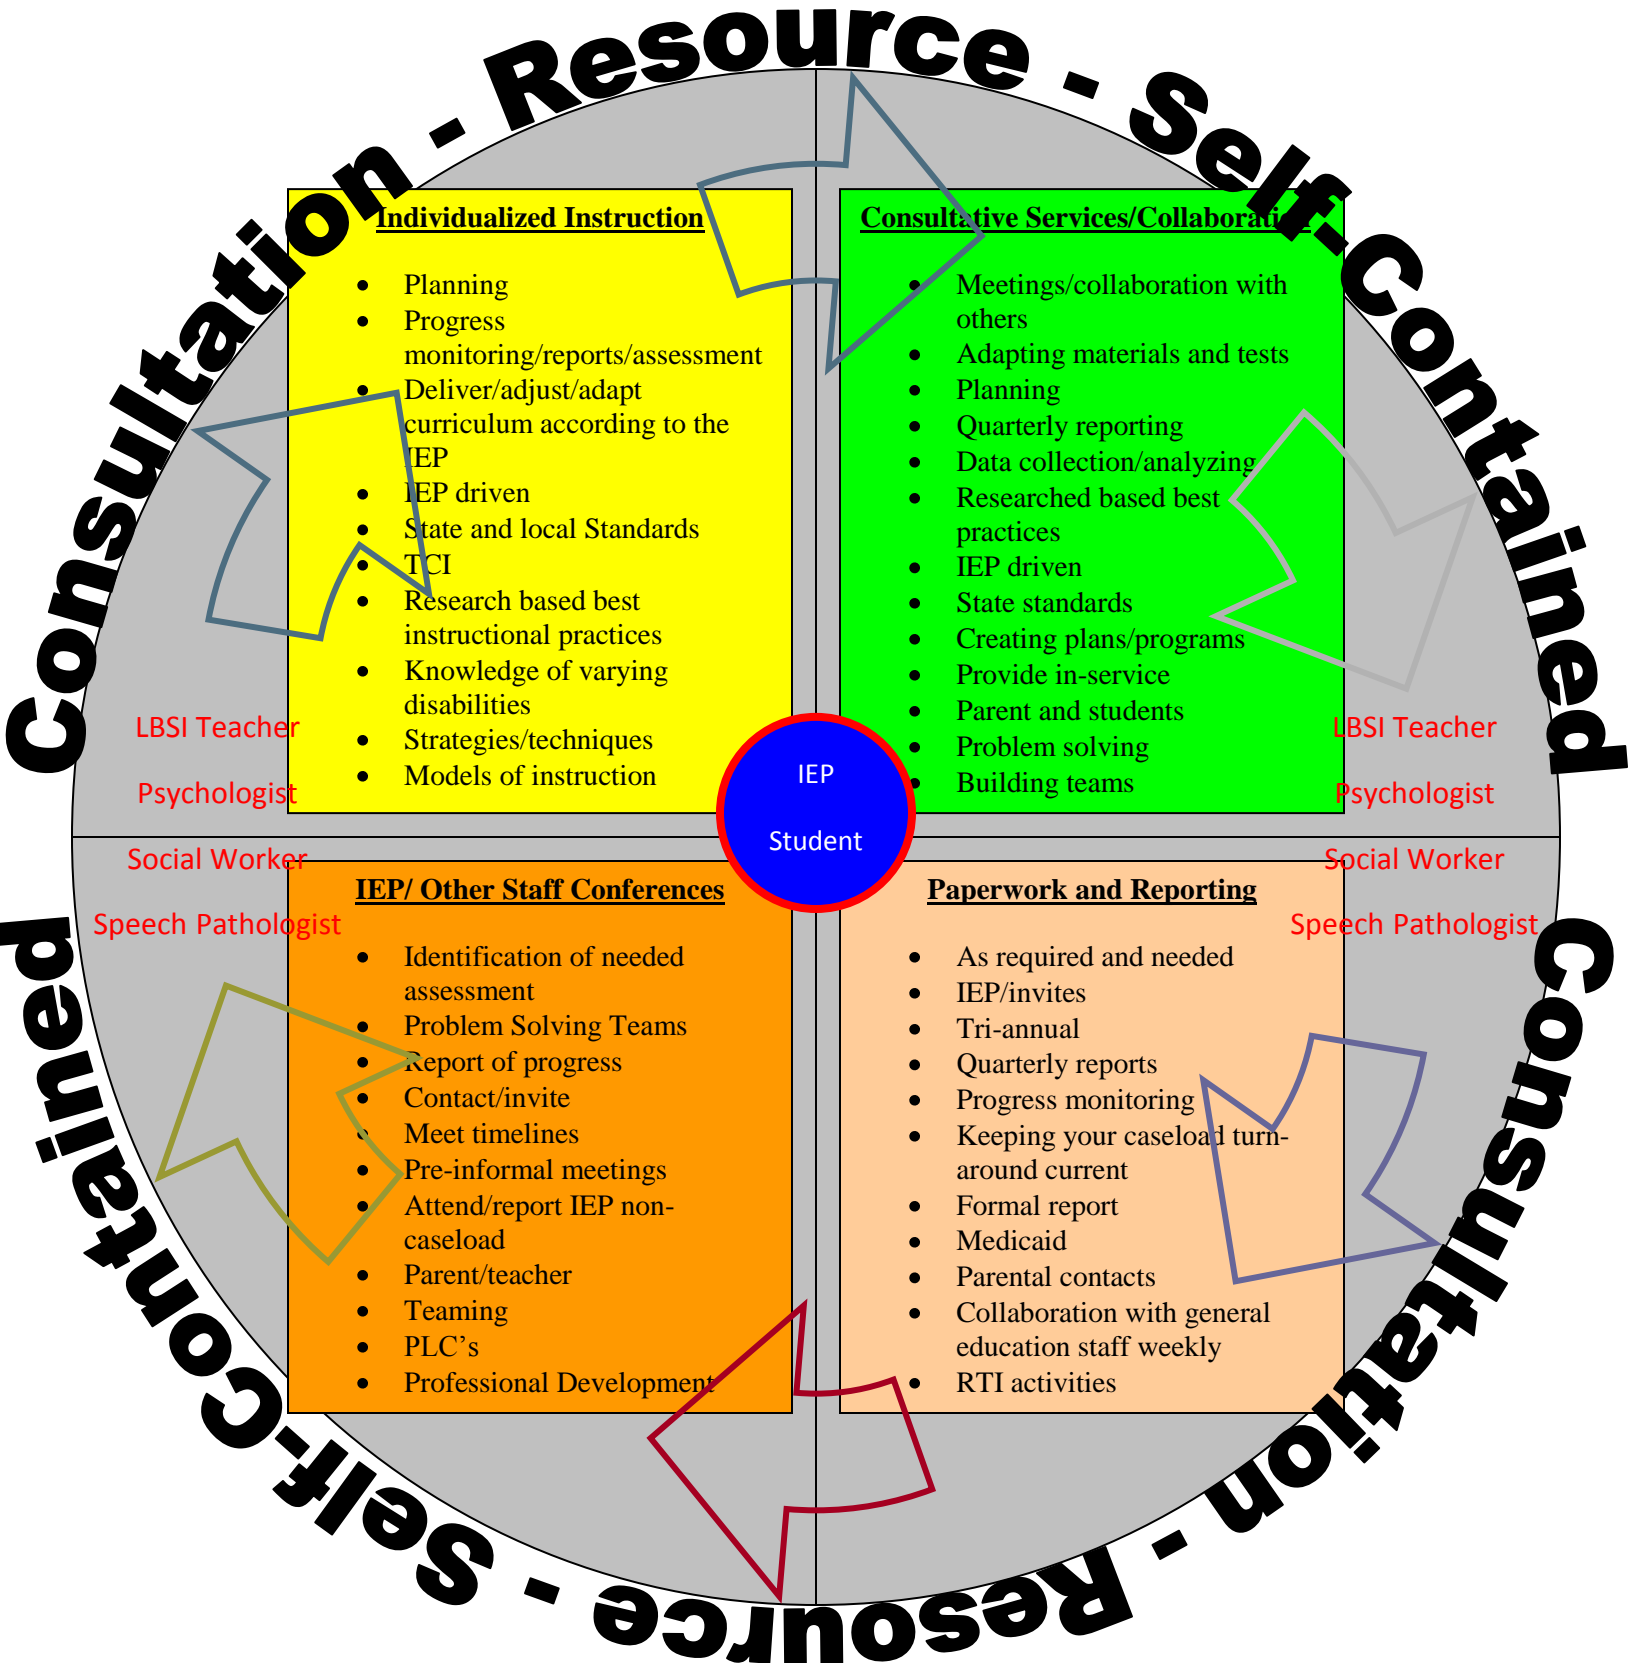 Consultation - Resource - Self-Contained
Individualized Instruction
• Planning
• Progress
monitoring/reports/assessment
• Deliver/adjust/adapt
curriculum according to the
IEP
• IEP driven
• State and local Standards
• TCI
• Research based best
instructional practices
• Knowledge of varying
disabilities
• Strategies/techniques
• Models of instruction
Consultative Services/Collaboration
• Meetings/collaboration with
others
• Adapting materials and tests
• Planning
• Quarterly reporting
• Data collection/analyzing
• Researched based best
practices
• IEP driven
• State standards
• Creating plans/programs
• Provide in-service
• Parent and students
• Problem solving
• Building teams
LBSI Teacher
Psychologist
Social Worker
Speech Pathologist
IEP
Student
LBSI Teacher
Psychologist
Social Worker
Speech Pathologist
IEP/ Other Staff Conferences
• Identification of needed
assessment
• Problem Solving Teams
• Report of progress
• Contact/invite
• Meet timelines
• Pre-informal meetings
• Attend/report IEP non-
caseload
• Parent/teacher
• Teaming
• PLC’s
• Professional Development
Paperwork and Reporting
• As required and needed
• IEP/invites
• Tri-annual
• Quarterly reports
• Progress monitoring
• Keeping your caseload turn-
around current
• Formal report
• Medicaid
• Parental contacts
• Collaboration with general
education staff weekly
• RTI activities
Consultation - Resource - Self-Contained